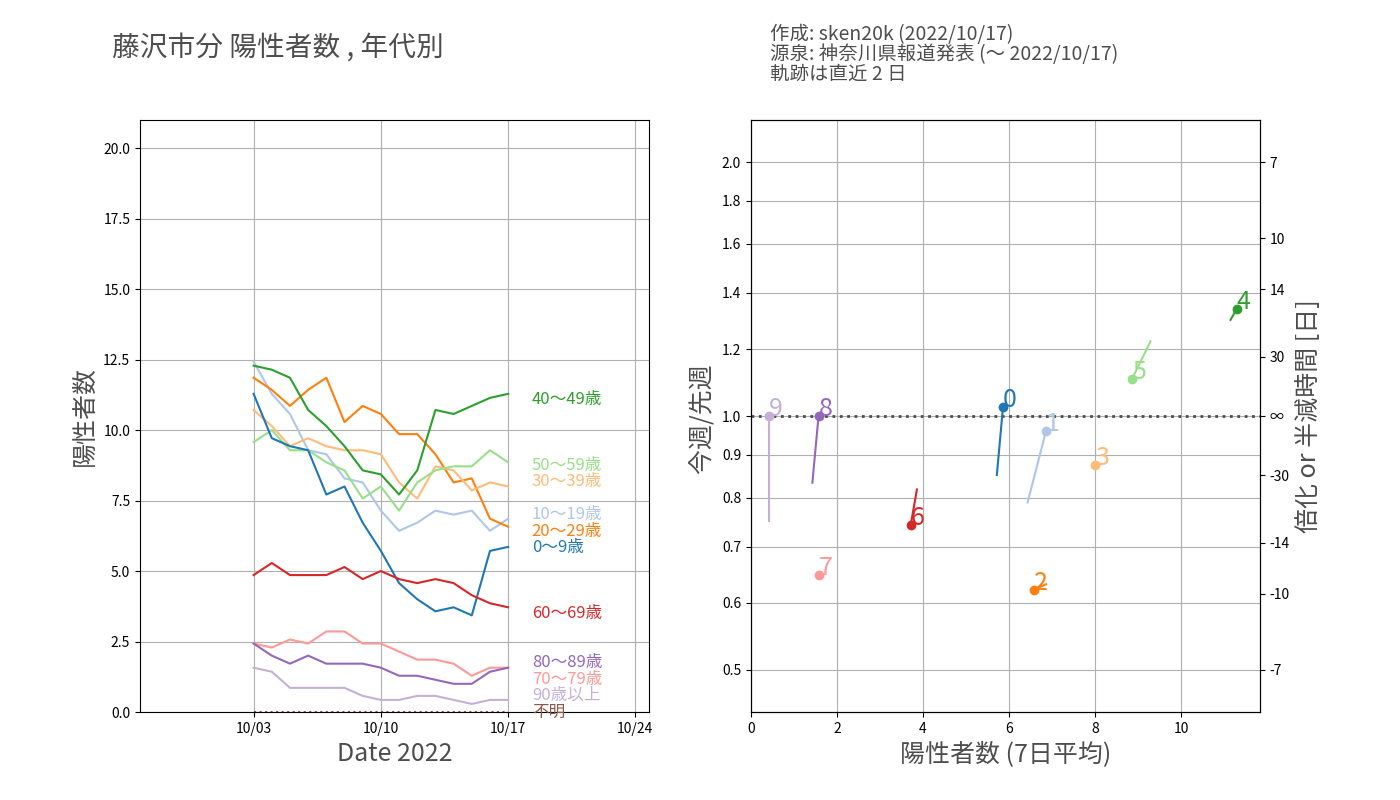 藤沢市分 陽性者数 , 年代別
作成: sken20k (2022/10/17)
源泉: 神奈川県報道発表 (〜 2022/10/17)
軌跡は直近 2 日
陽性者数
20.0
17.5
15.0
12.5
10.0
7.5
5.0
2.5
0.0
40〜49歳
50〜59歳
30〜39歳
10〜19歳
20〜29歳
0〜9歳
60〜69歳
80〜89歳
70〜79歳
90歳以上
不明
10/03 10/10 10/17 10/24
Date 2022
今週/先週
2.0
1.8
1.6
1.4
1.2
1.0
0.9
0.8
0.7
0.6
0.5
4
5
0
9
8
1
3
6
7
2
0 2 4 6 8 10
陽性者数 (7日平均)
7
10
14
30
∞
-30
-14
-10
-7
倍化 or 半減時間 [日]